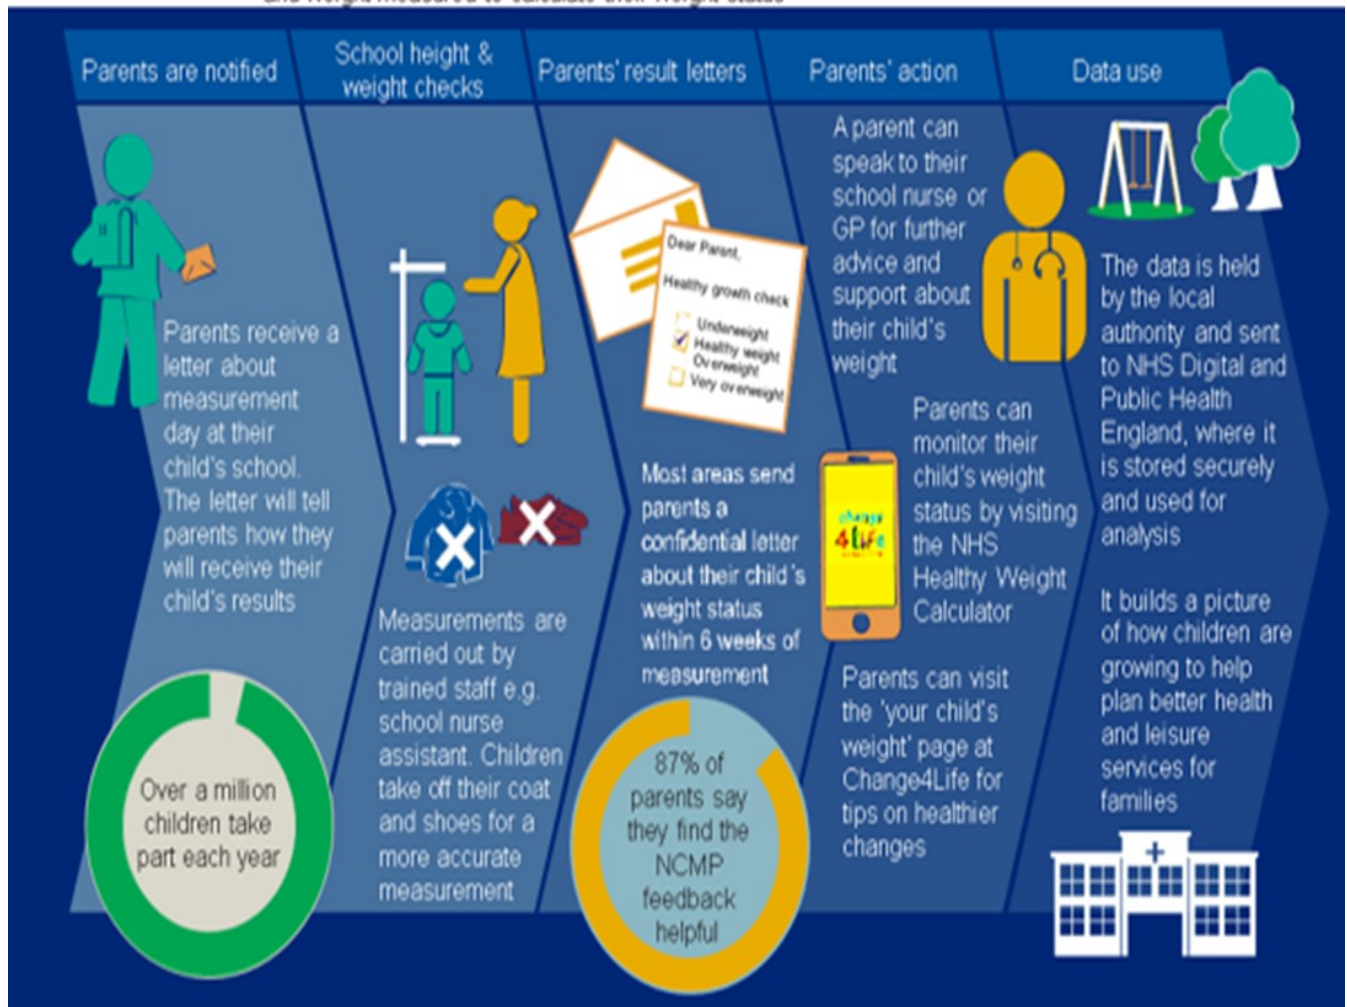 and weight measured to calculate their weight status
Parents are notified
School height &
weight checks
Parents' result letters
Parents' action
Data use
Parents receive a
letter about
measurement
day at their
child's school.
The letter will tell
parents how they
will receive their
child's results
Over a million
children take
part each year
Measurements are
carried out by
trained staff e.g.
school nurse
assistant. Children
take off their coat
and shoes for a
more accurate
measurement
Dear Parent,
Healthy growth check
Underweight
Healthy weight
Overweight
Very overweight
Most areas send
parents a
confidential letter
about their child's
weight status
within 6 weeks of
measurement
87% of
parents say
they find the
NCMP
feedback
helpful
A parent can
speak to their
school nurse or
GP for further
advice and
support about
their child's
weight
change
4Life
Parents can
monitor their
child's weight
status by visiting
the NHS
Healthy Weight
Calculator
Parents can visit
the 'your child's
weight' page at
Change4Life for
tips on healthier
changes
The data is held
by the local
authority and sent
to NHS Digital and
Public Health
England, where it
is stored securely
and used for
analysis
It builds a picture
of how children are
growing to help
plan better health
and leisure
services for
families